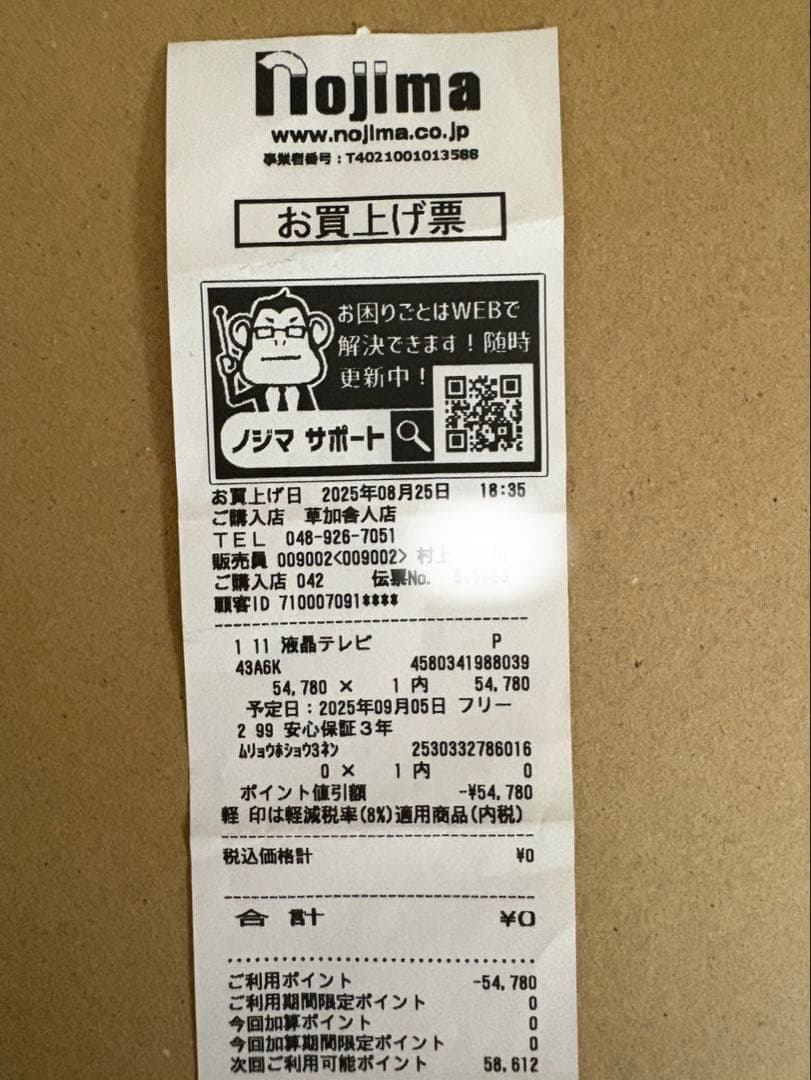 nojima
www.nojima.co.jp
事業者番号:T4021001013588
お買上げ票
お困りごとはWEBで
解決できます！随時
更新中！
ノジマ サポート
お買上げ日 2025年08月25日 18:35
ご購入店 草加舎人店
TEL 048-926-7051
販売員 009002<009002> 村上
ご購入店 042 伝票No.
顧客ID 710007091****
1 11 液晶テレビ P
43A6K 4580341988039
54,780 × 1 内 54,780
予定日:2025年09月05日 フリー
2 99 安心保証3年
ﾑﾘｮｳﾎｼｮｳ3ﾈﾝ 2530332786016
0 × 1 内 0
ポイント値引額 -¥54,780
軽 印は軽減税率(8%)適用商品(内税)
税込価格計 ¥0
合 計 ¥0
ご利用ポイント -54,780
ご利用期間限定ポイント 0
今回加算ポイント 0
今回加算期間限定ポイント 0
次回ご利用可能ポイント 58,612